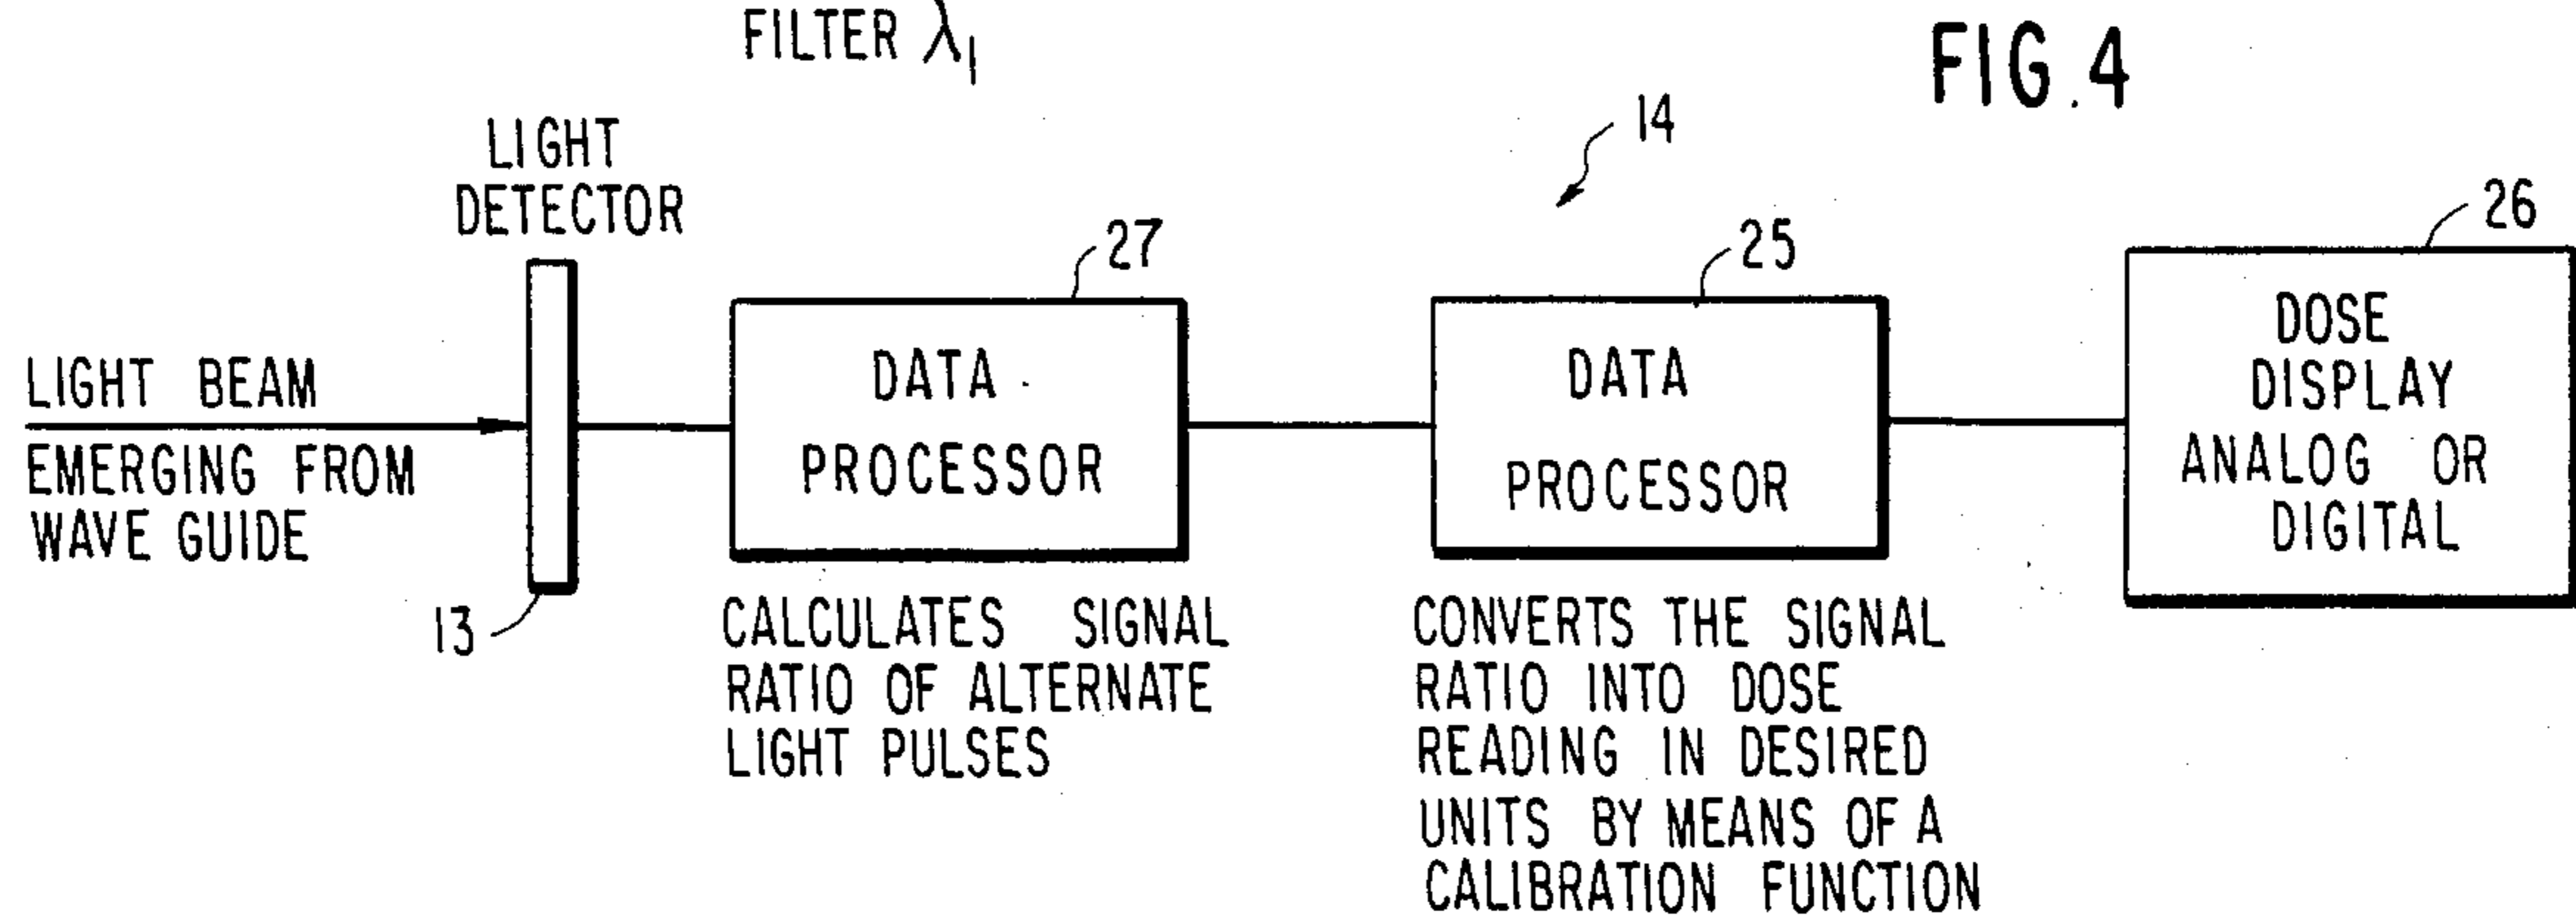 FILTER λ1
FIG. 4
14
LIGHT
DETECTOR
27
25
26
LIGHT BEAM
EMERGING FROM
WAVE GUIDE
13
DATA
PROCESSOR
CALCULATES SIGNAL
RATIO OF ALTERNATE
LIGHT PULSES
DATA
PROCESSOR
CONVERTS THE SIGNAL
RATIO INTO DOSE
READING IN DESIRED
UNITS BY MEANS OF A
CALIBRATION FUNCTION
DOSE
DISPLAY
ANALOG OR
DIGITAL